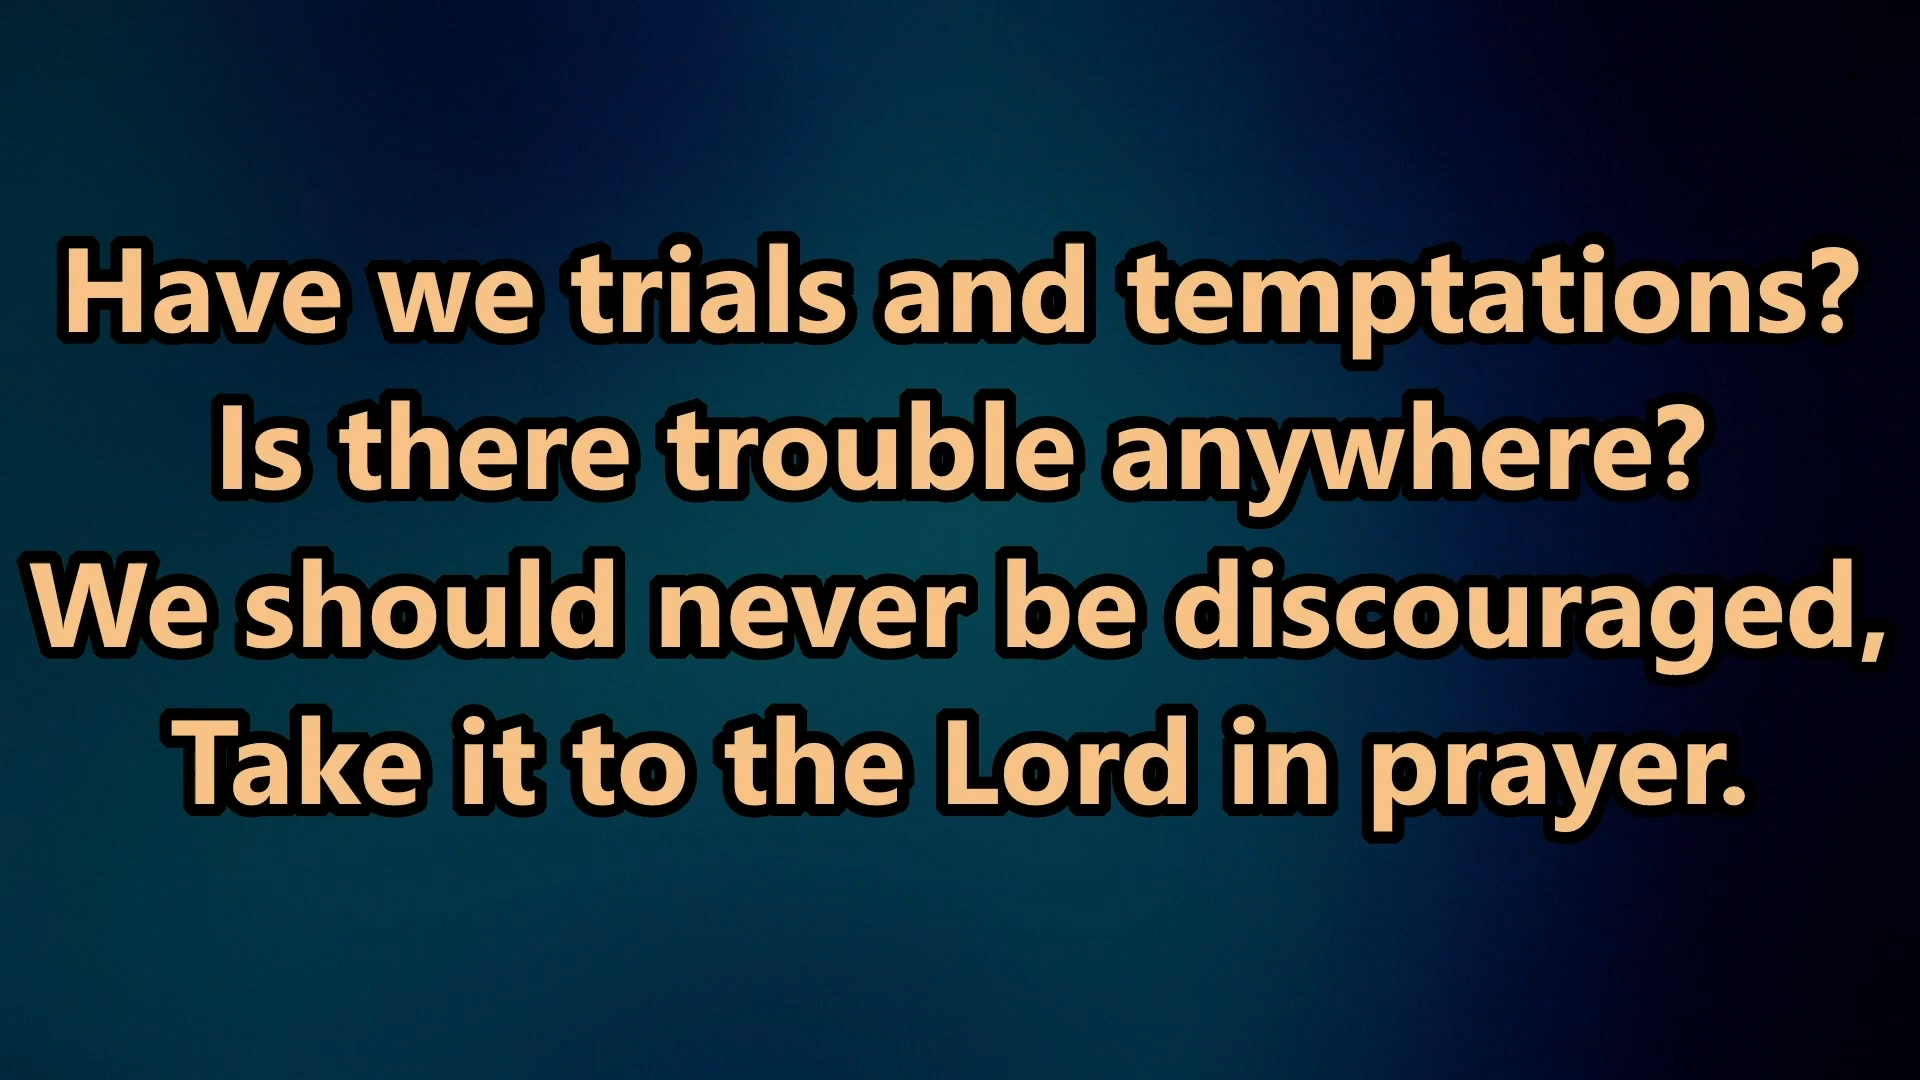 Have we trials and temptations?
Is there trouble anywhere?
We should never be discouraged,
Take it to the Lord in prayer.